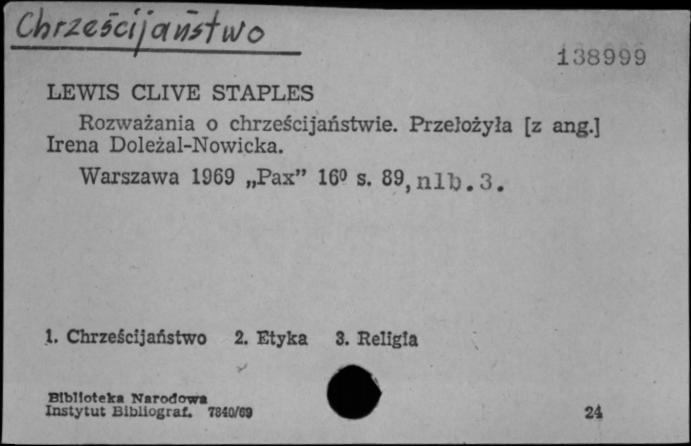 Chrześcijaństwo
138999
LEWIS CLIVE STAPLES
Rozważania o chrześcijaństwie. Przełożyła [z ang.]
Irena Doleżal-Nowicka.
Warszawa 1969 „Pax” 16⁰ s. 89, nlb. 3.
1. Chrześcijaństwo 2. Etyka 3. Religia
Biblioteka Narodowa
Instytut Bibliograf. 7840/69
24